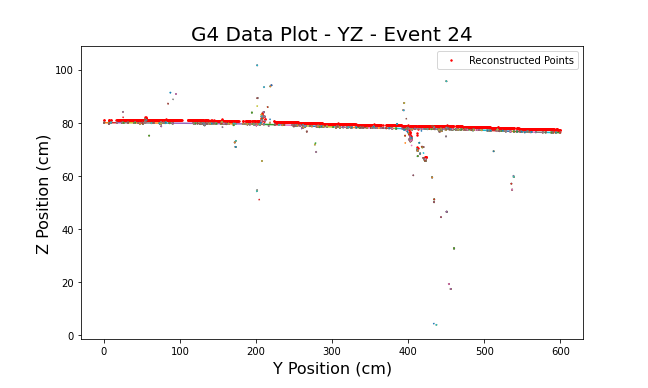 G4 Data Plot - YZ - Event 24
Reconstructed Points
100
80
60
40
20
0
Z Position (cm)
0 100 200 300 400 500 600
Y Position (cm)